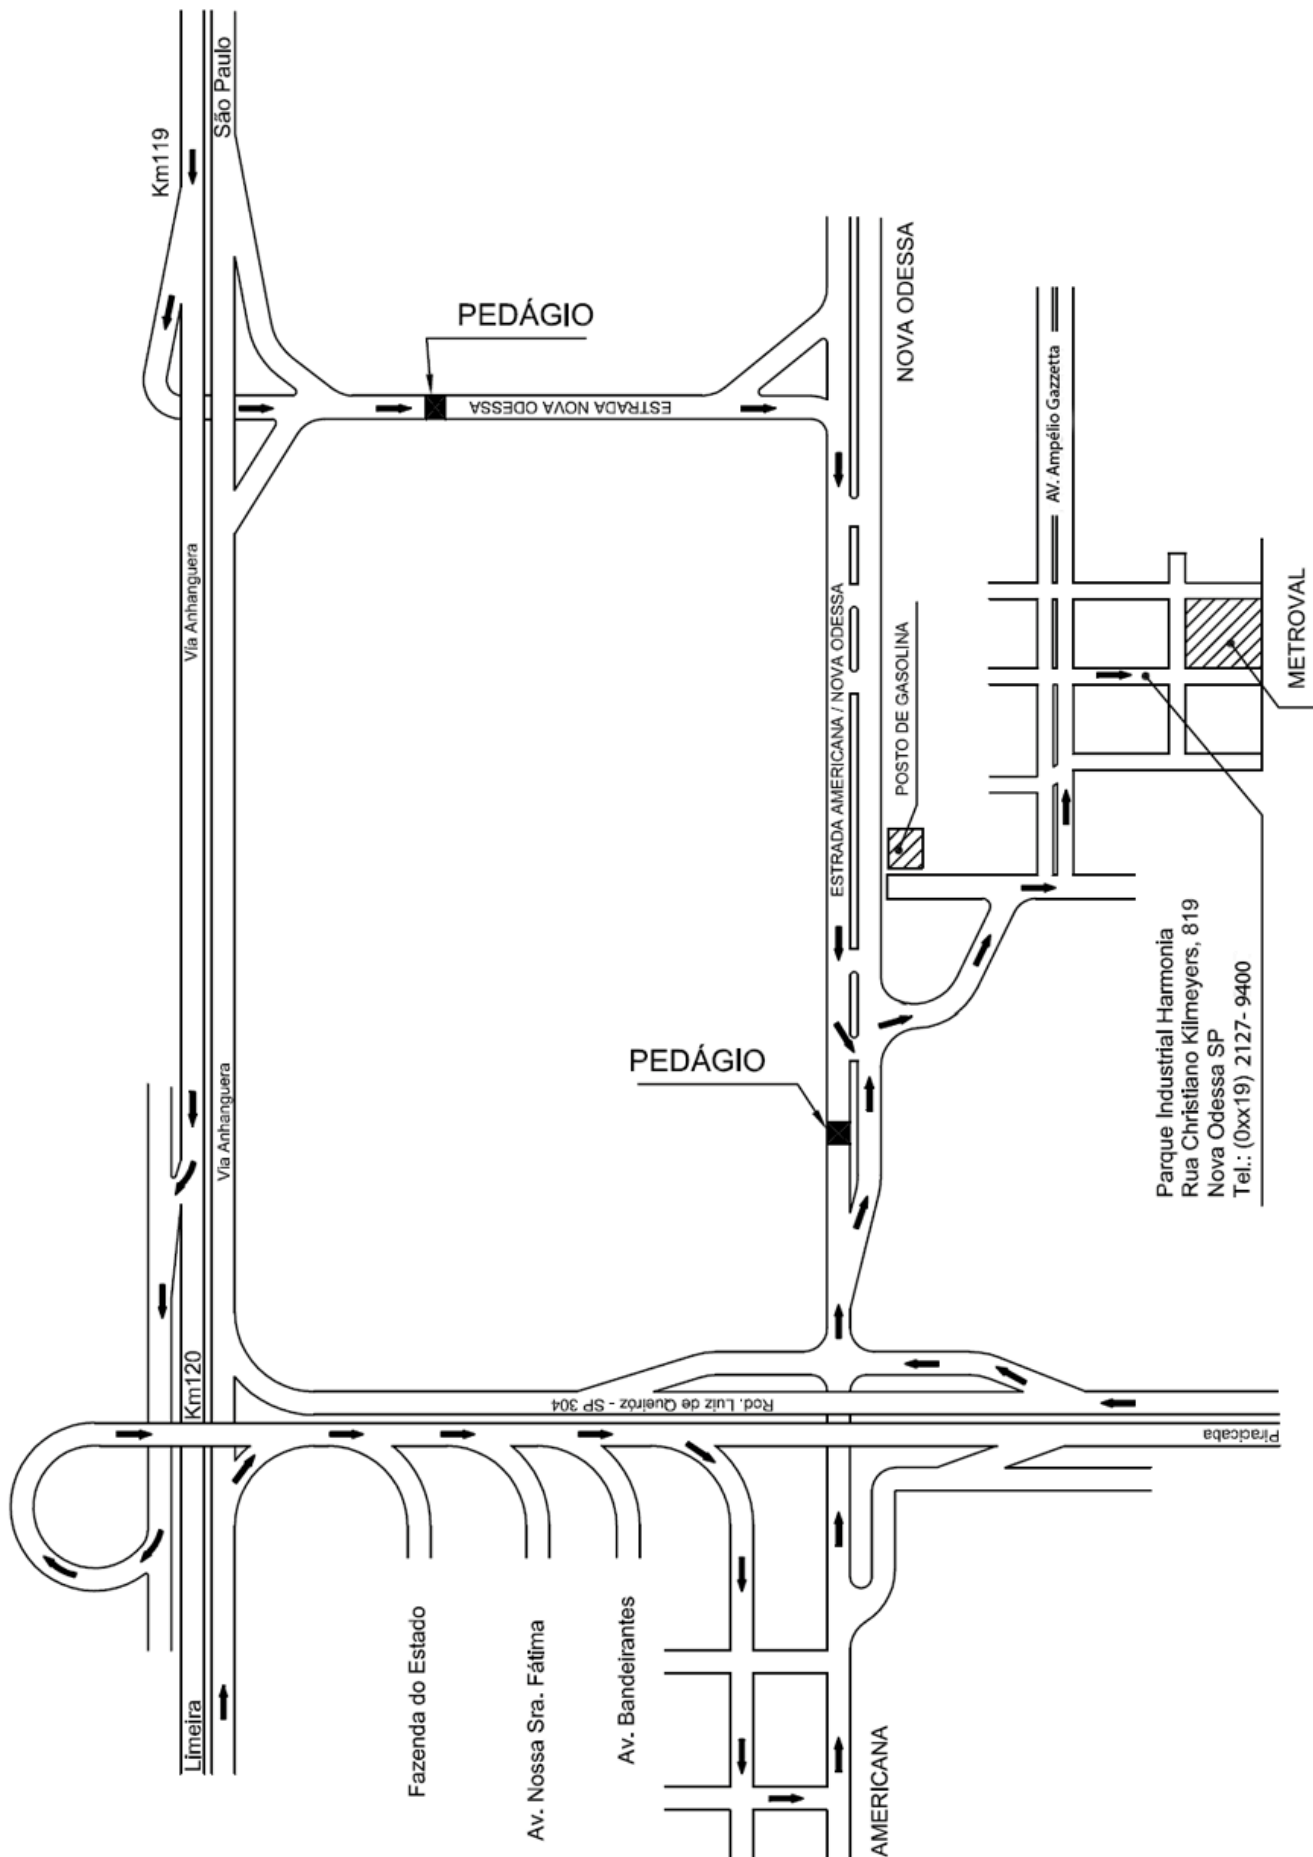 São Paulo
Km119
PEDÁGIO
ESTRADA NOVA ODESSA
NOVA ODESSA
Via Anhanguera
AV. Ampélio Gazzetta
ESTRADA AMERICANA / NOVA ODESSA
POSTO DE GASOLINA
METROVAL
Via Anhanguera
PEDÁGIO
Parque Industrial Harmonia
Rua Christiano Kilmeyers, 819
Nova Odessa SP
Tel.: (0xx19) 2127- 9400
Km120
Rod. Luiz de Queiróz - SP 304
Piracicaba
Limeira
Fazenda do Estado
Av. Nossa Sra. Fátima
Av. Bandeirantes
AMERICANA